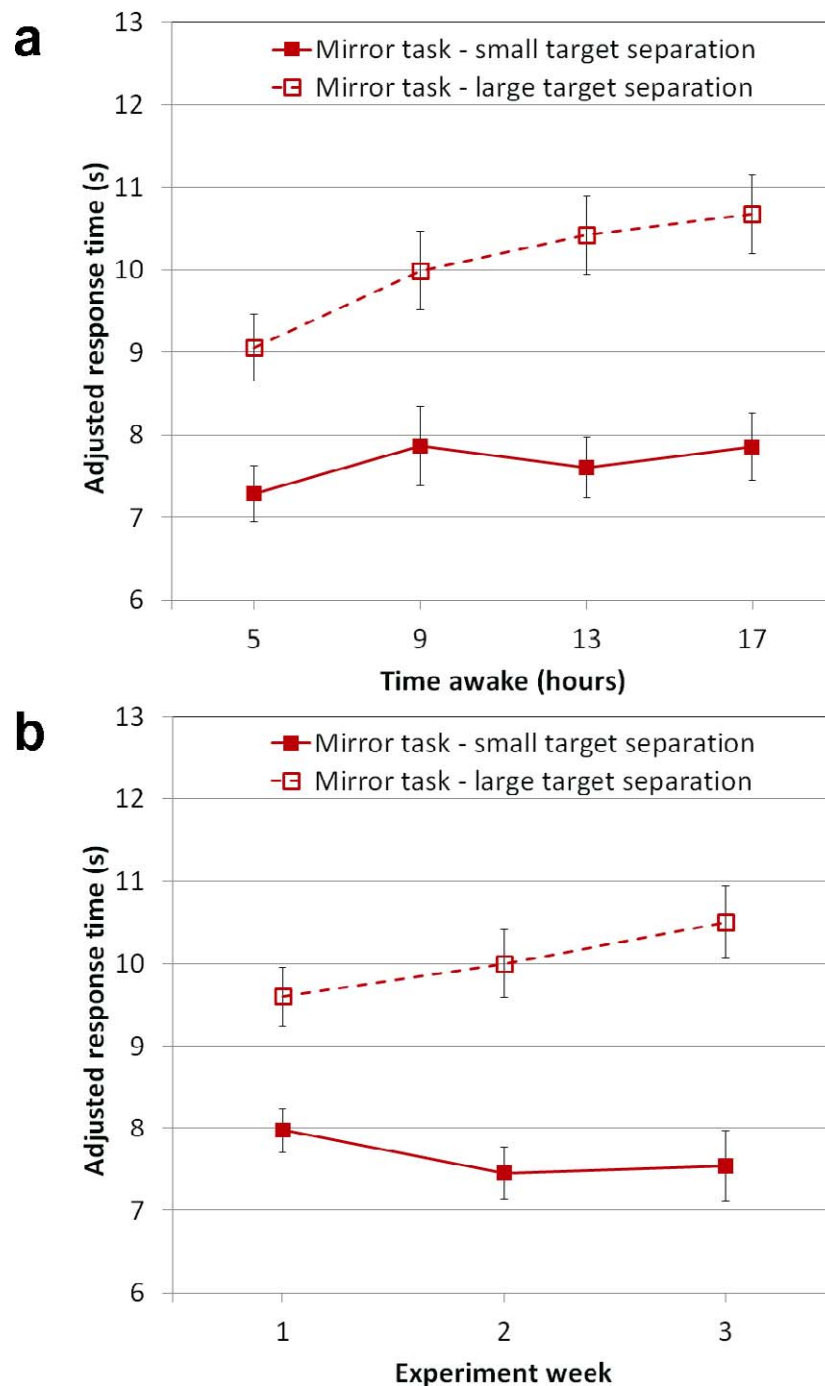 a
13
Mirror task - small target separation
12
Mirror task - large target separation
11
10
9
8
7
6
Adjusted response time (s)
5 9 13 17
Time awake (hours)
b
13
Mirror task - small target separation
12
Mirror task - large target separation
11
10
9
8
7
6
Adjusted response time (s)
1 2 3
Experiment week